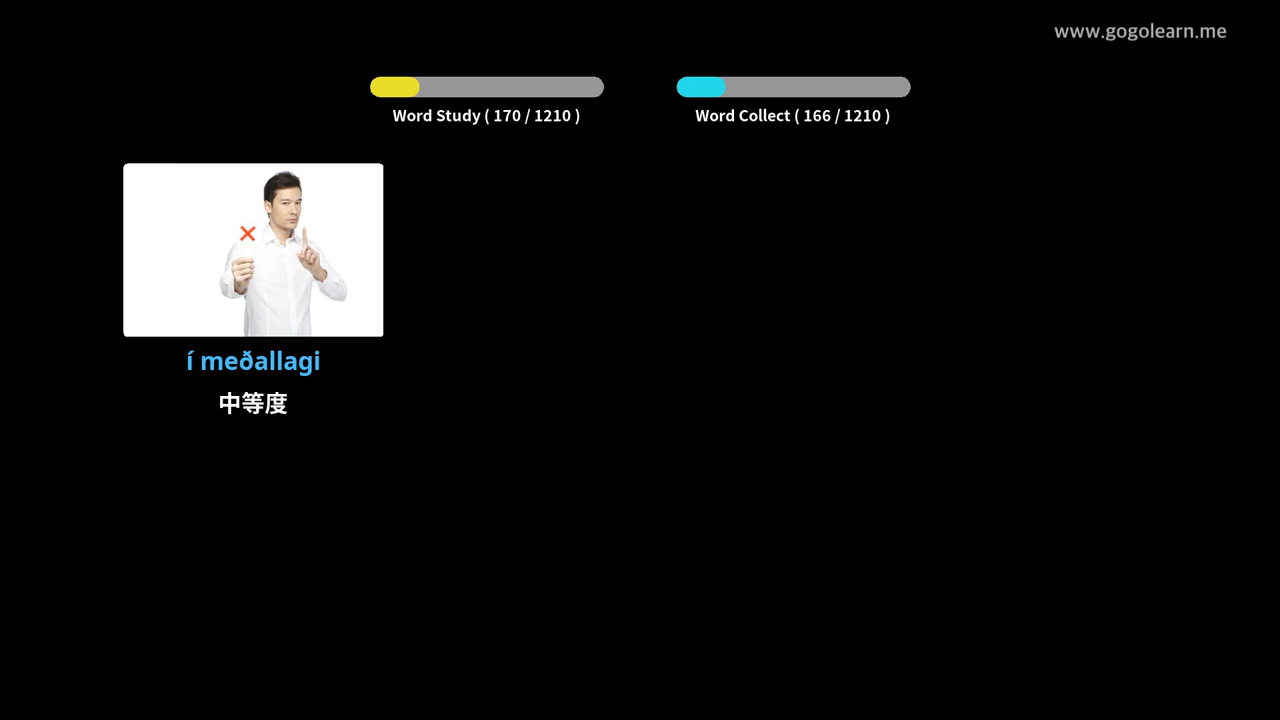 www.gogolearn.me
Word Study ( 170 / 1210 )
Word Collect ( 166 / 1210 )
í meðallagi
中等度